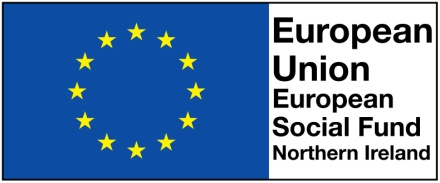 European
Union
European
Social Fund
Northern Ireland